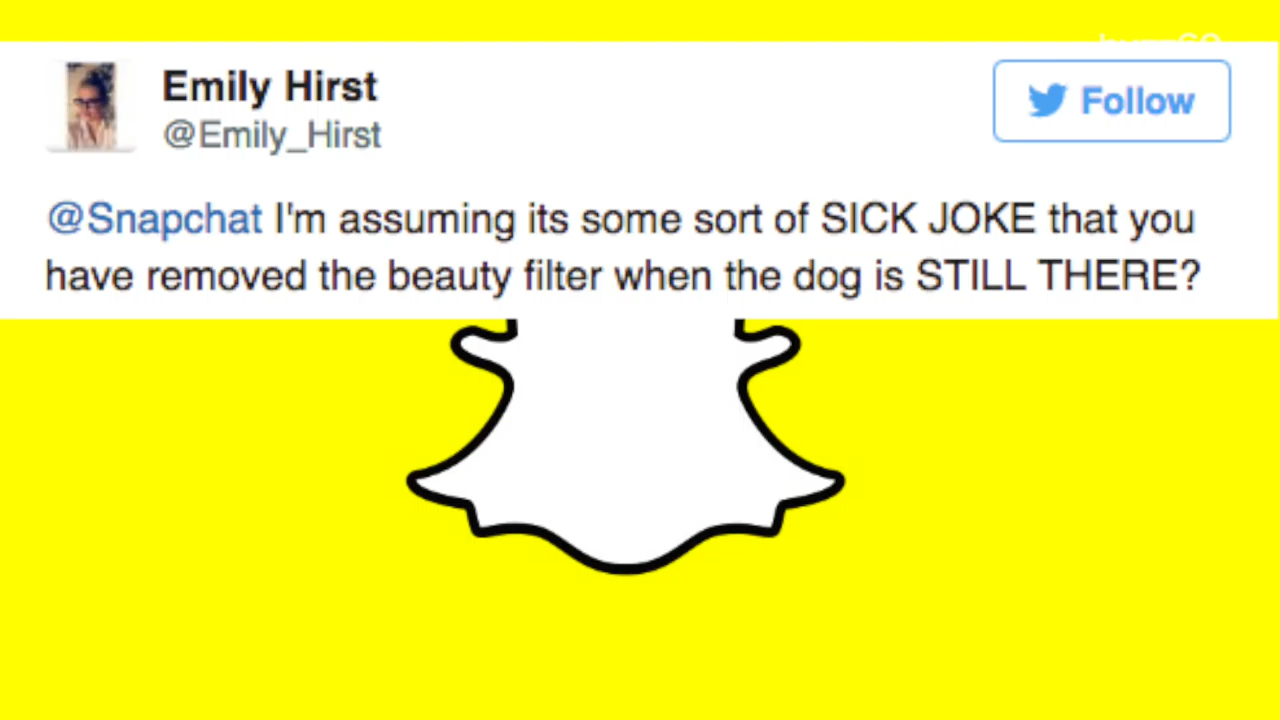 Emily Hirst
@Emily_Hirst
Follow
@Snapchat I'm assuming its some sort of SICK JOKE that you
have removed the beauty filter when the dog is STILL THERE?